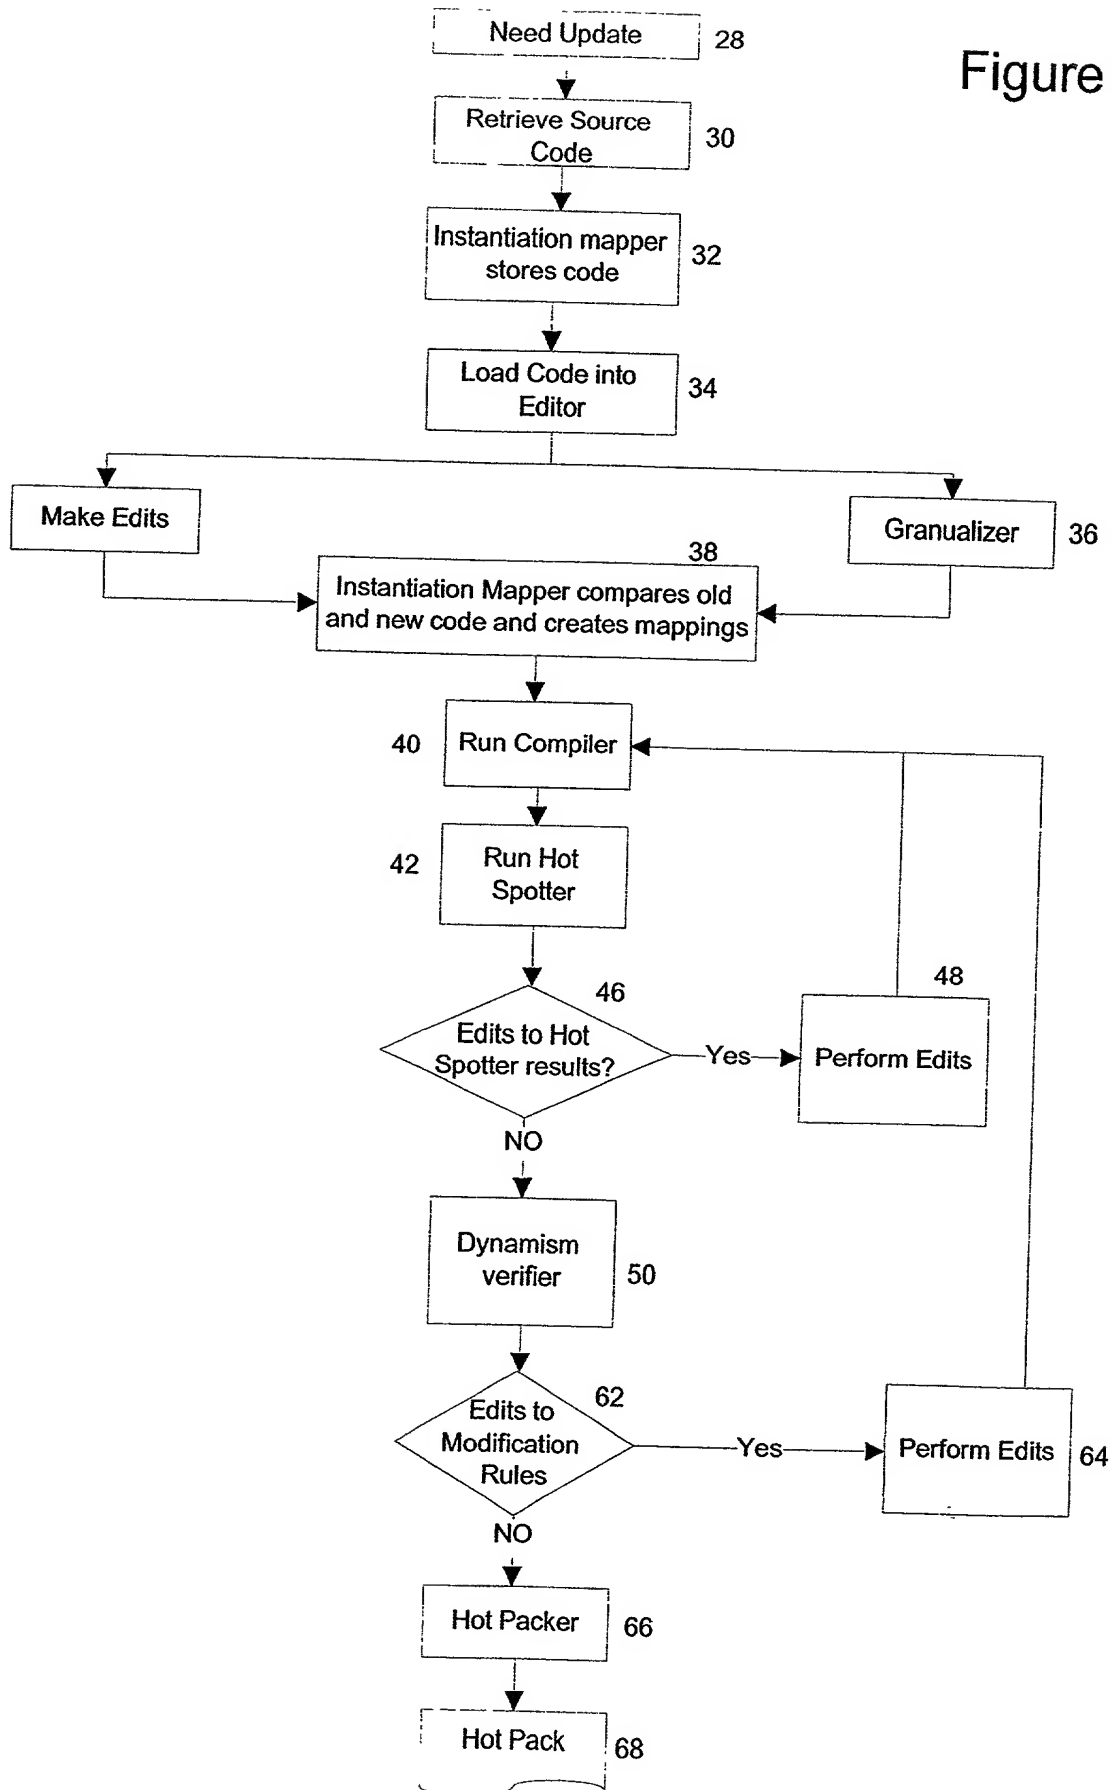 Need Update
28
Figure
Retrieve Source
Code
30
Instantiation mapper
stores code
32
Load Code into
Editor
34
Make Edits
Granualizer
36
38
Instantiation Mapper compares old
and new code and creates mappings
40
Run Compiler
42
Run Hot
Spotter
46
48
Edits to Hot
Spotter results?
Yes
Perform Edits
NO
Dynamism
verifier
50
62
Edits to
Modification
Rules
Yes
Perform Edits
64
NO
Hot Packer
66
Hot Pack
68